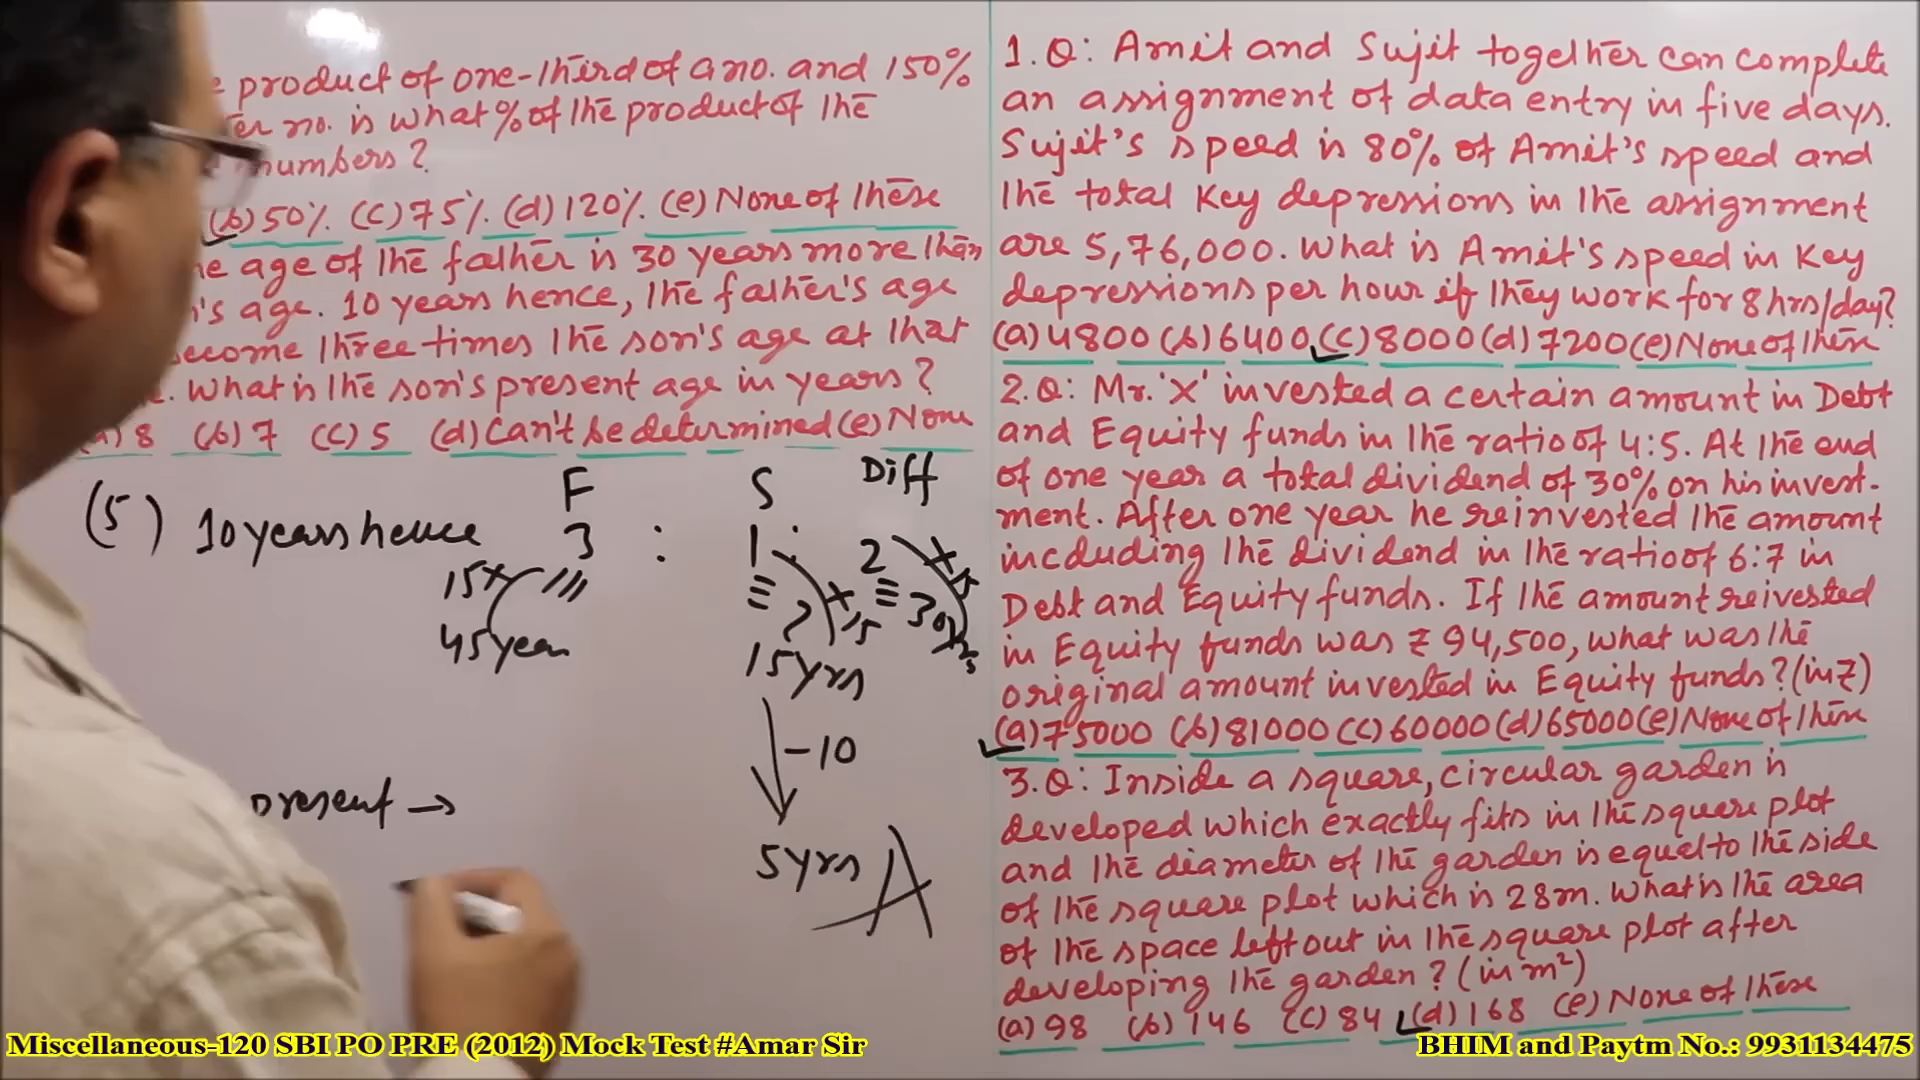 product of one-third of a no. and 150%
er no. is what % of the product of the
numbers?
(b) 50% (c) 75% (d) 120% (e) None of these
he age of the father is 30 years more than
's age. 10 years hence, the father's age
ecome three times the son's age at that
. What is the son's present age in years?
(a) 8 (b) 7 (c) 5 (d) Can't be determined (e) None
F S Diff
(5) 10 years hence 3 : 1 2
15× ×15 ×15
45 year 15 yrs 30 yrs
-10
present →
5 yrs A
1.Q: Amit and Sujit together can complete
an assignment of data entry in five days.
Sujit's speed is 80% of Amit's speed and
the total Key depressions in the assignment
are 5,76,000. What is Amit's speed in Key
depressions per hour if they work for 8 hrs/day?
(a) 4800 (b) 6400 (c) 8000 (d) 7200 (e) None of these
2.Q: Mr. 'X' invested a certain amount in Debt
and Equity funds in the ratio of 4:5. At the end
of one year a total dividend of 30% on his invest-
ment. After one year he reinvested the amount
including the dividend in the ratio of 6:7 in
Debt and Equity funds. If the amount reivested
in Equity funds was ₹ 94,500, what was the
original amount invested in Equity funds? (in ₹)
(a) 75000 (b) 81000 (c) 60000 (d) 65000 (e) None of these
3.Q: Inside a square, circular garden is
developed which exactly fits in the square plot
and the diameter of the garden is equal to the side
of the square plot which is 28m. What is the area
of the space left out in the square plot after
developing the garden? (in m²)
(a) 98 (b) 146 (c) 84 (d) 168 (e) None of these
Miscellaneous-120 SBI PO PRE (2012) Mock Test #Amar Sir
BHIM and Paytm No.: 9931134475